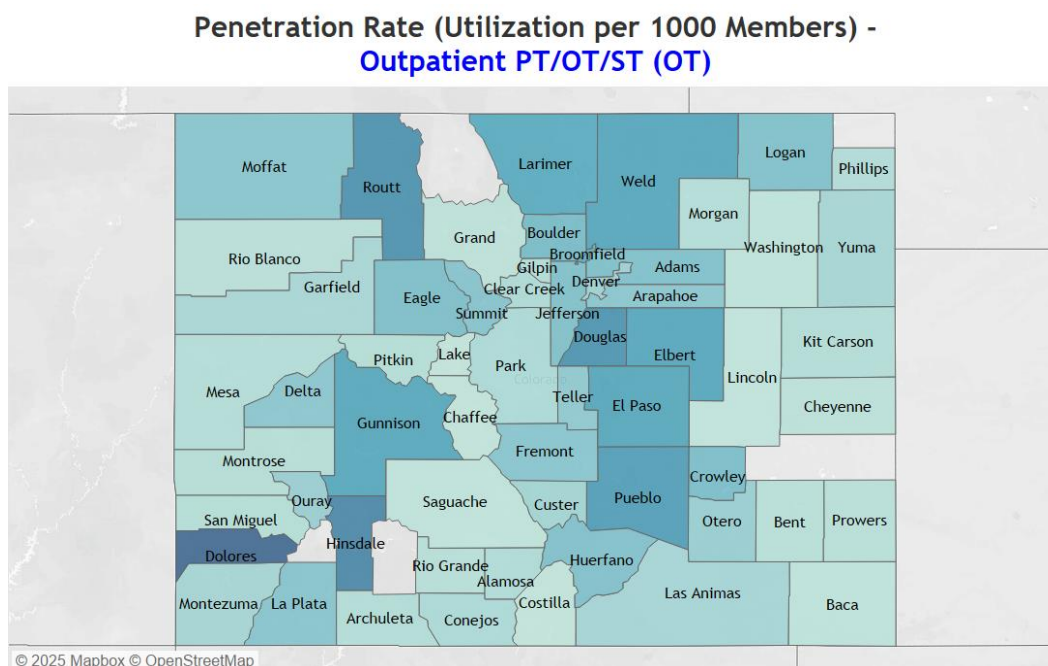 Penetration Rate (Utilization per 1000 Members) -
Outpatient PT/OT/ST (OT)
Moffat
Routt
Larimer
Weld
Logan
Phillips
Morgan
Washington
Yuma
Grand
Boulder
Broomfield
Rio Blanco
Gilpin
Adams
Garfield
Eagle
Clear Creek
Denver
Arapahoe
Summit
Jefferson
Douglas
Elbert
Kit Carson
Pitkin
Lake
Park
Colorado
Lincoln
Mesa
Delta
Teller
Cheyenne
Gunnison
Chaffee
El Paso
Fremont
Montrose
Crowley
Ouray
Saguache
Custer
Pueblo
San Miguel
Otero
Bent
Prowers
Dolores
Hinsdale
Rio Grande
Alamosa
Huerfano
Montezuma
La Plata
Costilla
Las Animas
Baca
Archuleta
Conejos
© 2025 Mapbox © OpenStreetMap